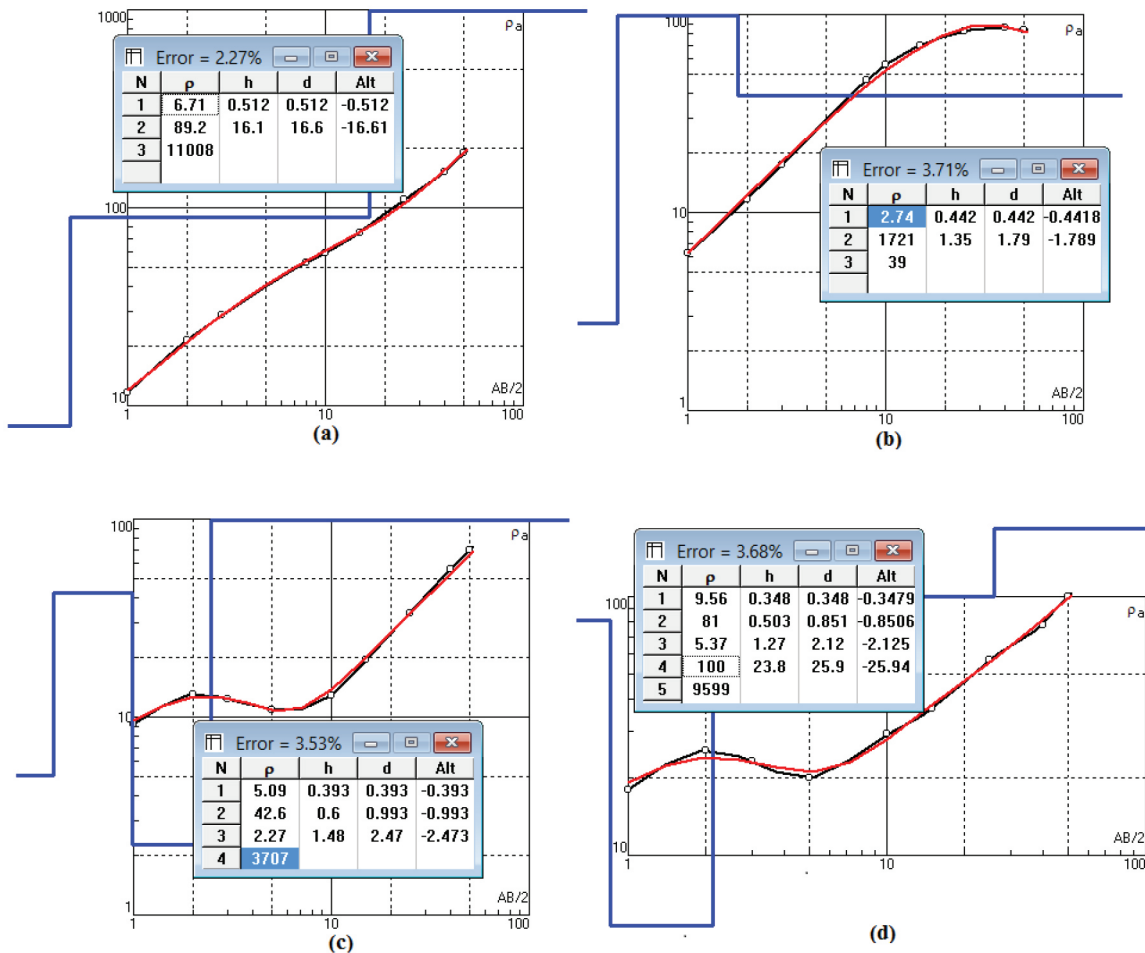 1000
ρa
Error = 2.27%
N ρ h d Alt
1 6.71 0.512 0.512 -0.512
2 89.2 16.1 16.6 -16.61
3 11008
100
10
AB/2
1 10 100
(a)
100
ρa
Error = 3.71%
N ρ h d Alt
1 2.74 0.442 0.442 -0.4418
2 1721 1.35 1.79 -1.789
3 39
10
1
AB/2
1 10 100
(b)
100
ρa
10
Error = 3.53%
N ρ h d Alt
1 5.09 0.393 0.393 -0.393
2 42.6 0.6 0.993 -0.993
3 2.27 1.48 2.47 -2.473
4 3707
1
AB/2
1 10 100
(c)
Error = 3.68%
N ρ h d Alt
1 9.56 0.348 0.348 -0.3479
2 81 0.503 0.851 -0.8506
3 5.37 1.27 2.12 -2.125
4 100 23.8 25.9 -25.94
5 9599
100
ρa
10
AB/2
1 10 100
(d)